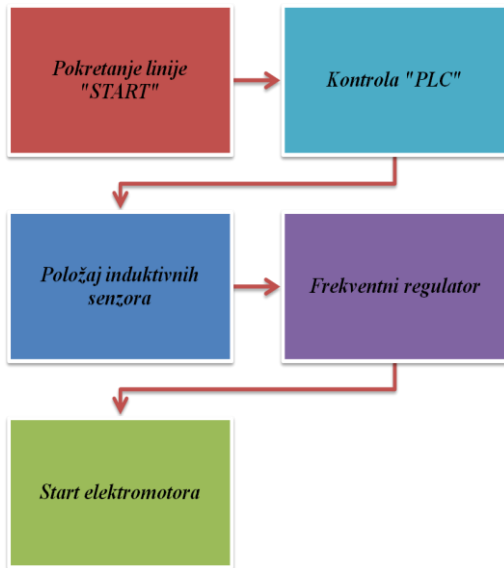 Pokretanje linije
"START"
Kontrola "PLC"
Položaj induktivnih
senzora
Frekventni regulator
Start elektromotora